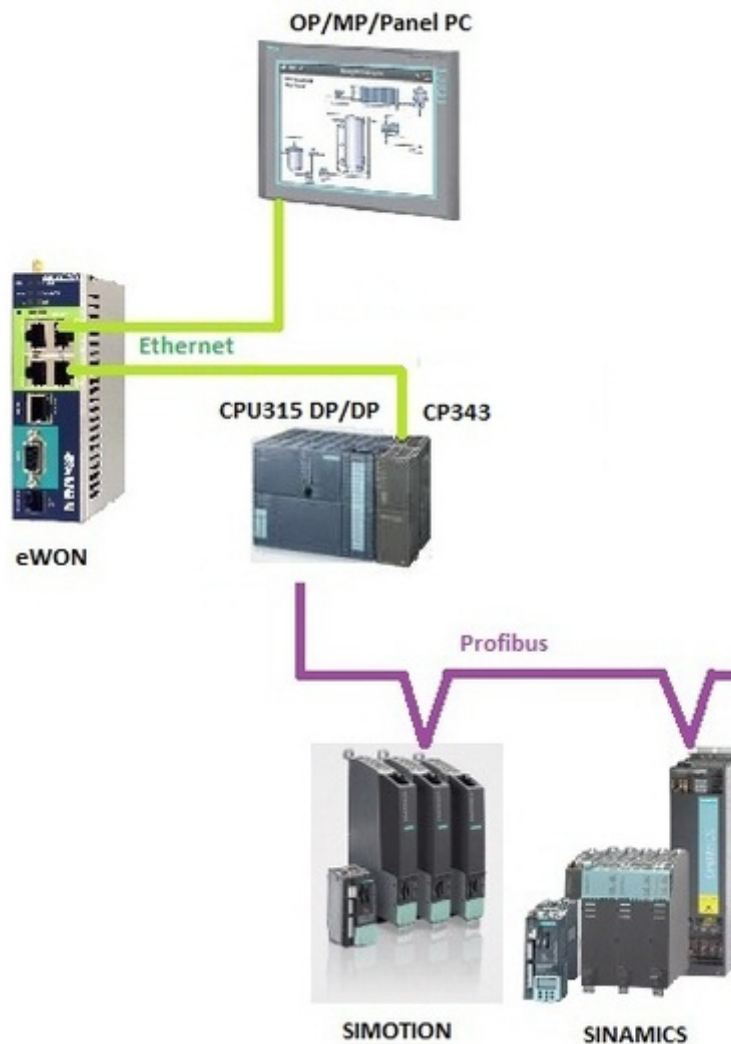 OP/MP/Panel PC
Ethernet
CPU315 DP/DP CP343
eWON
Profibus
SIMOTION
SINAMICS